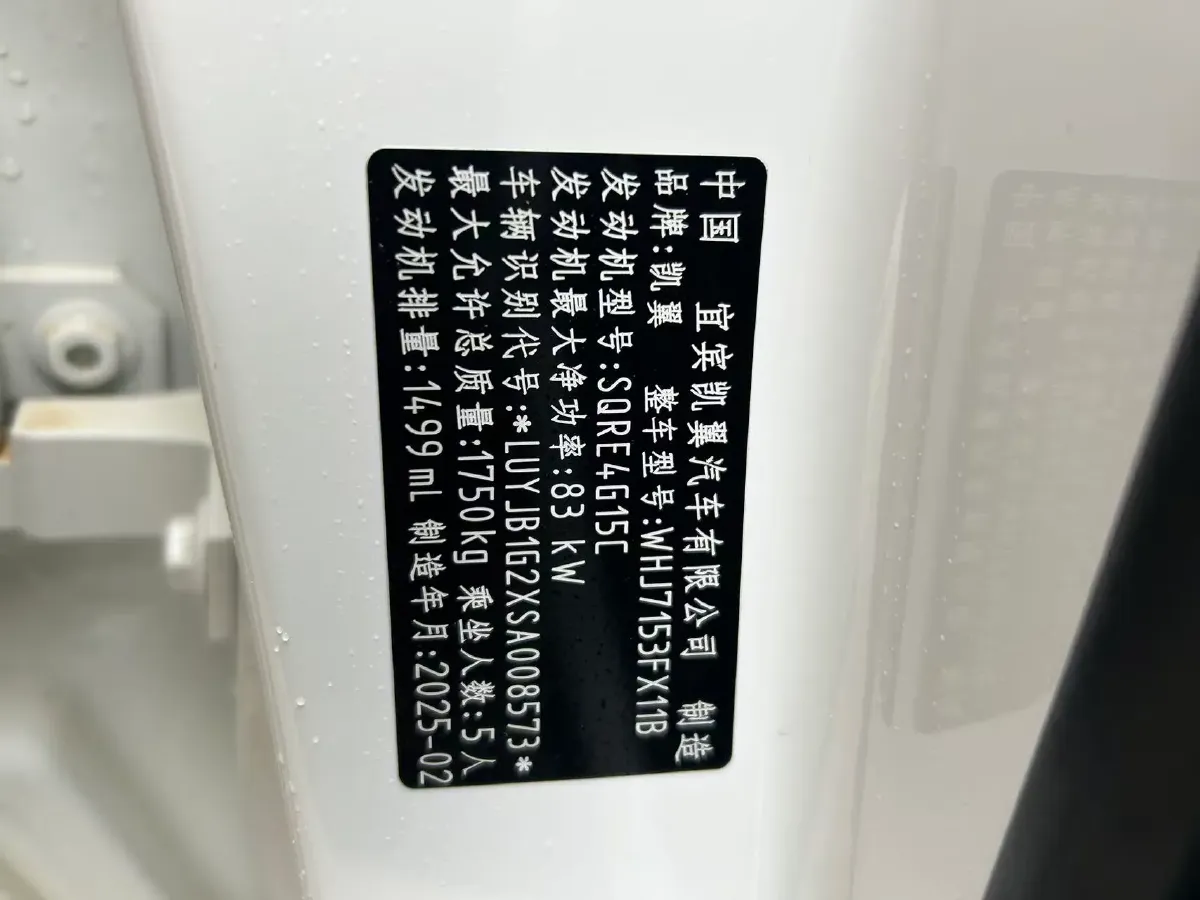 中国 宜宾凯翼汽车有限公司 制造
品牌:凯翼 整车型号:WHJ7153FX11B
发动机型号:SQRE4G15C
发动机最大净功率:83 kW
车辆识别代号:*LUYJB1G2XSA008573*
最大允许总质量:1750kg 乘坐人数:5人
发动机排量:1499mL 制造年月:2025-02